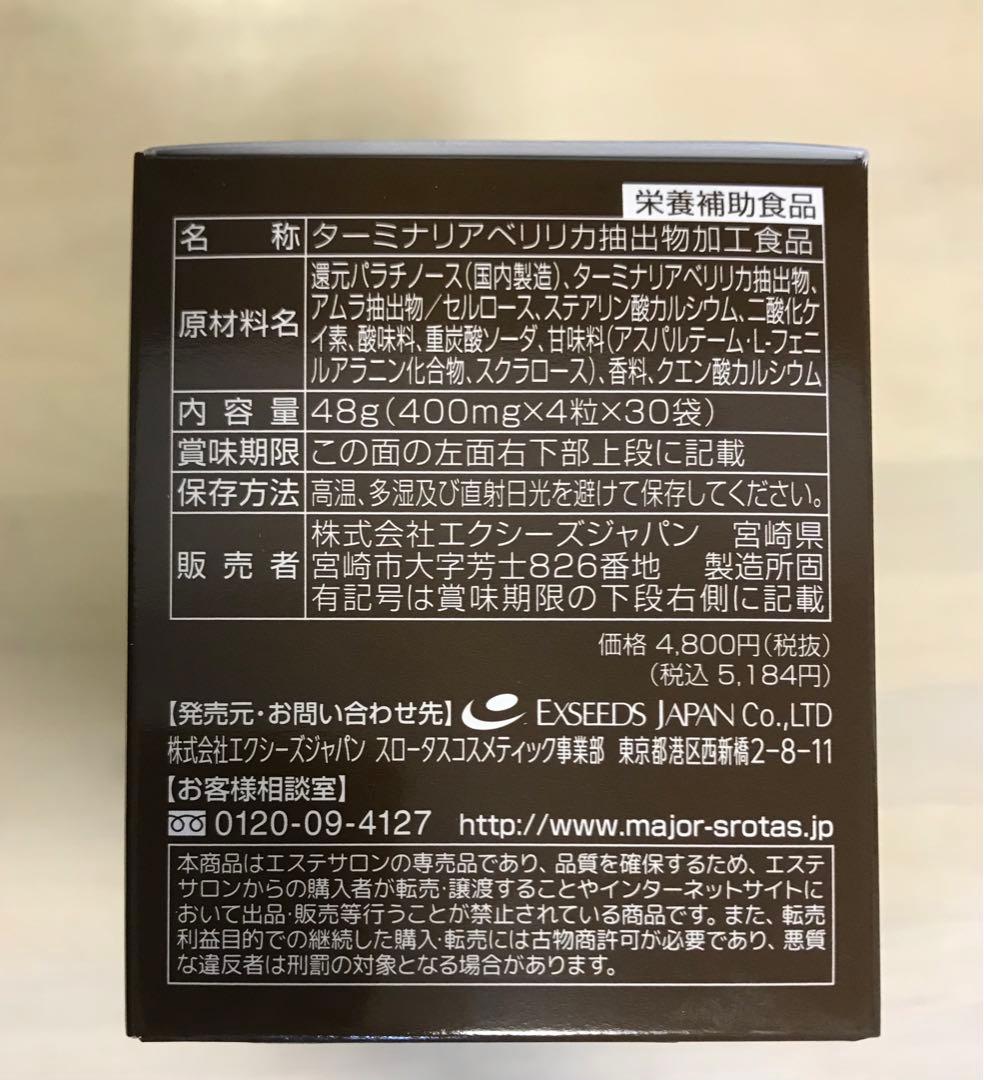 栄養補助食品
名称 ターミナリアベリリカ抽出物加工食品
原材料名 還元パラチノース(国内製造)、ターミナリアベリリカ抽出物、
アムラ抽出物/セルロース、ステアリン酸カルシウム、二酸化ケ
イ素、酸味料、重炭酸ソーダ、甘味料(アスパルテーム・L-フェニ
ルアラニン化合物、スクラロース)、香料、クエン酸カルシウム
内容量 48g(400mg×4粒×30袋)
賞味期限 この面の左面右下部上段に記載
保存方法 高温、多湿及び直射日光を避けて保存してください。
販売者 株式会社エクシーズジャパン 宮崎県
宮崎市大字芳士826番地 製造所固
有記号は賞味期限の下段右側に記載
価格 4,800円(税抜)
(税込 5,184円)
【発売元・お問い合わせ先】 EXSEEDS JAPAN Co.,LTD
株式会社エクシーズジャパン スロータスコスメティック事業部 東京都港区西新橋2-8-11
【お客様相談室】
0120-09-4127 http://www.major-srotas.jp
本商品はエステサロンの専売品であり、品質を確保するため、エステ
サロンからの購入者が転売・譲渡することやインターネットサイトに
おいて出品・販売等行うことが禁止されている商品です。また、転売
利益目的での継続した購入・転売には古物商許可が必要であり、悪質
な違反者は刑罰の対象となる場合があります。